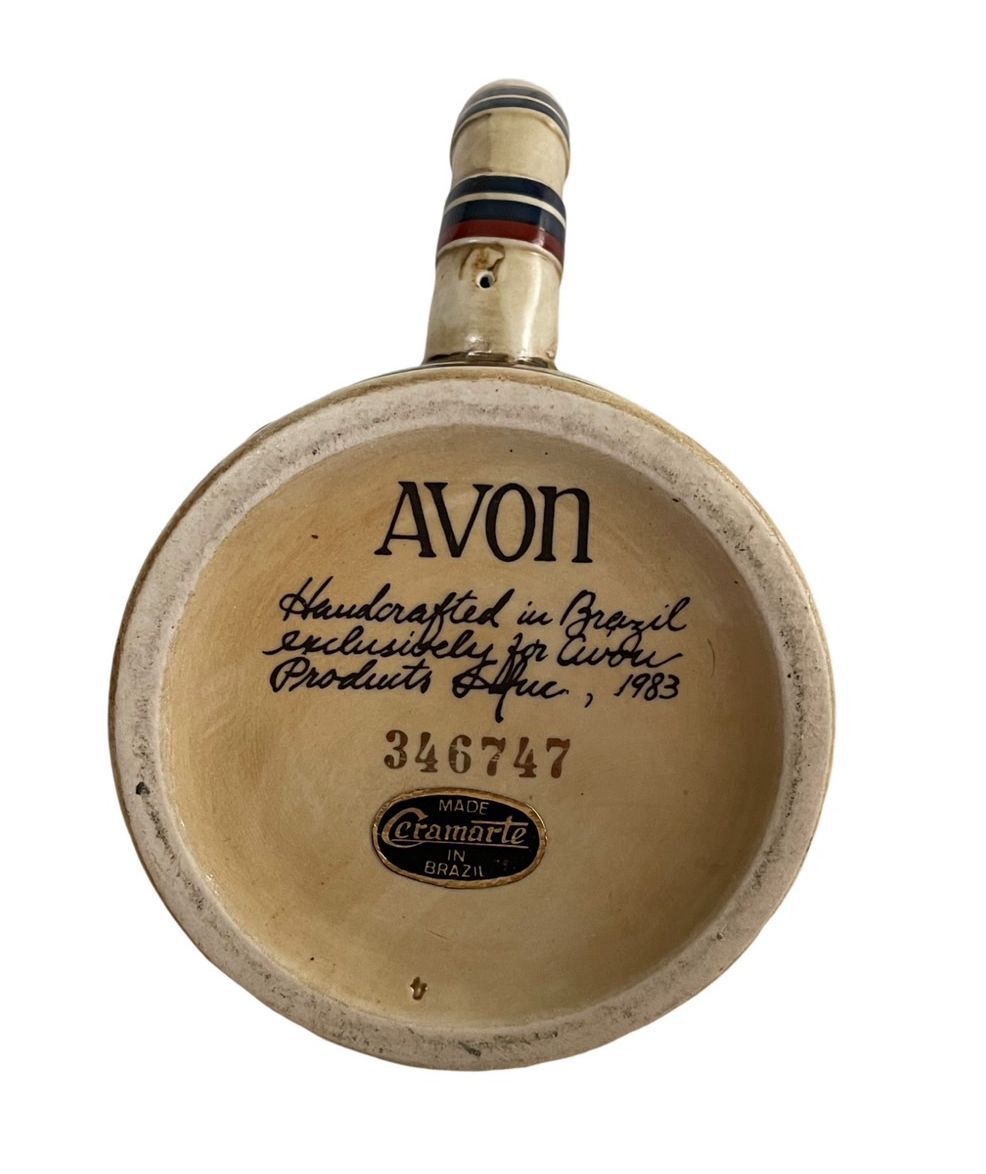 AVON
Handcrafted in Brazil
exclusively for Avon
Products Inc., 1983
346747
MADE
Ceramarte
IN
BRAZIL